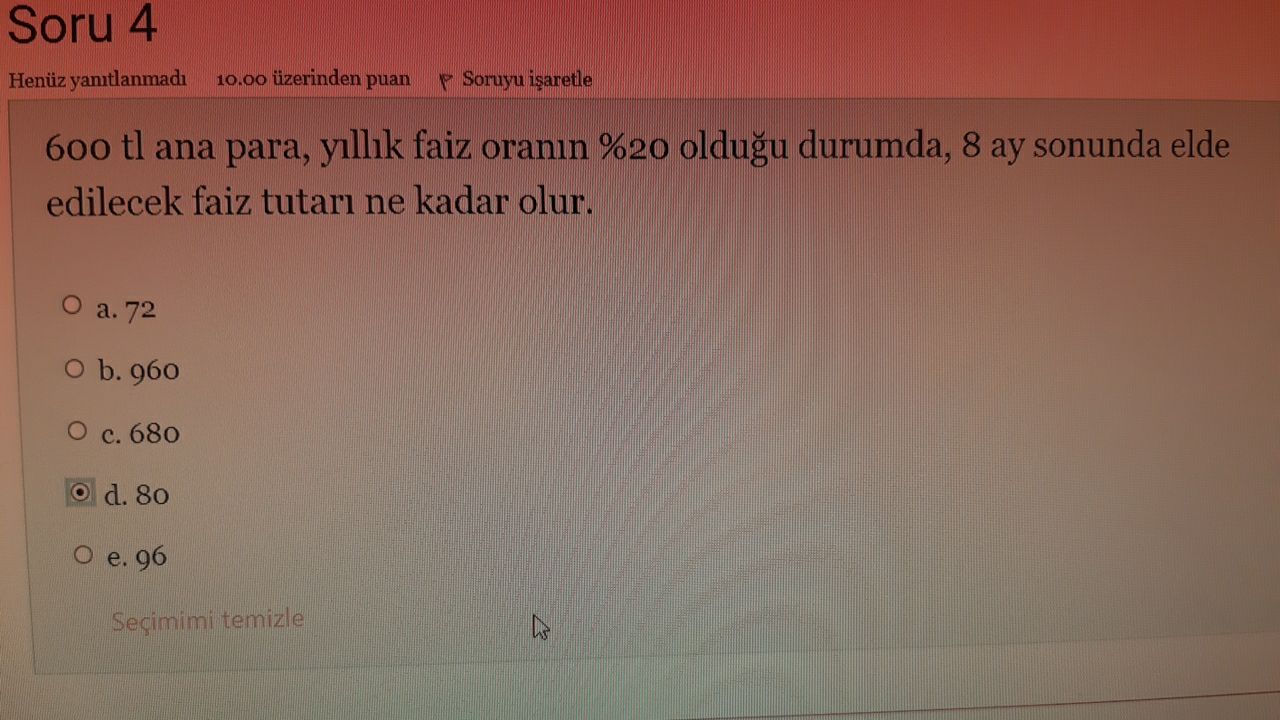 Soru 4
Henüz yanıtlanmadı 10.00 üzerinden puan Soruyu işaretle
600 tl ana para, yıllık faiz oranın %20 olduğu durumda, 8 ay sonunda elde
edilecek faiz tutarı ne kadar olur.
a. 72
b. 960
c. 680
d. 80
e. 96
Seçimimi temizle